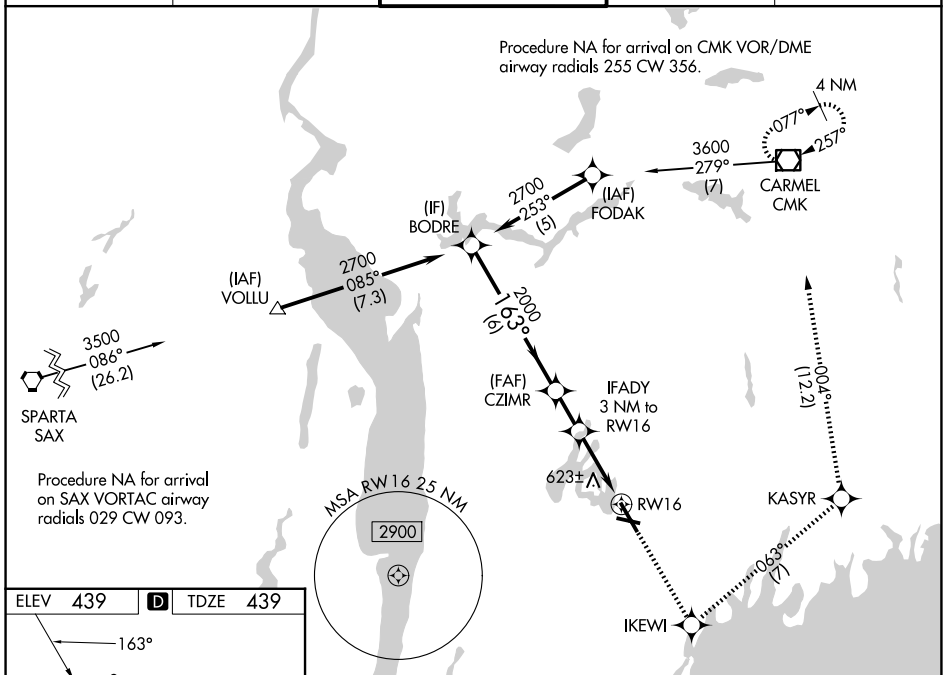 Procedure NA for arrival on CMK VOR/DME
airway radials 255 CW 356.
4 NM
077°
257°
3600
279°
(7)
CARMEL
CMK
2700
253°
(5)
(IAF)
FODAK
(IF)
BODRE
2700
085°
(7.3)
(IAF)
VOLLU
2000
163°
(6)
3500
086°
(26.2)
SPARTA
SAX
(FAF)
CZIMR
IFADY
3 NM to
RW16
004°
(12.2)
623±
RW16
KASYR
Procedure NA for arrival
on SAX VORTAC airway
radials 029 CW 093.
MSA RW16 25 NM
2900
063°
(7)
IKEWI
ELEV 439 D TDZE 439
163°